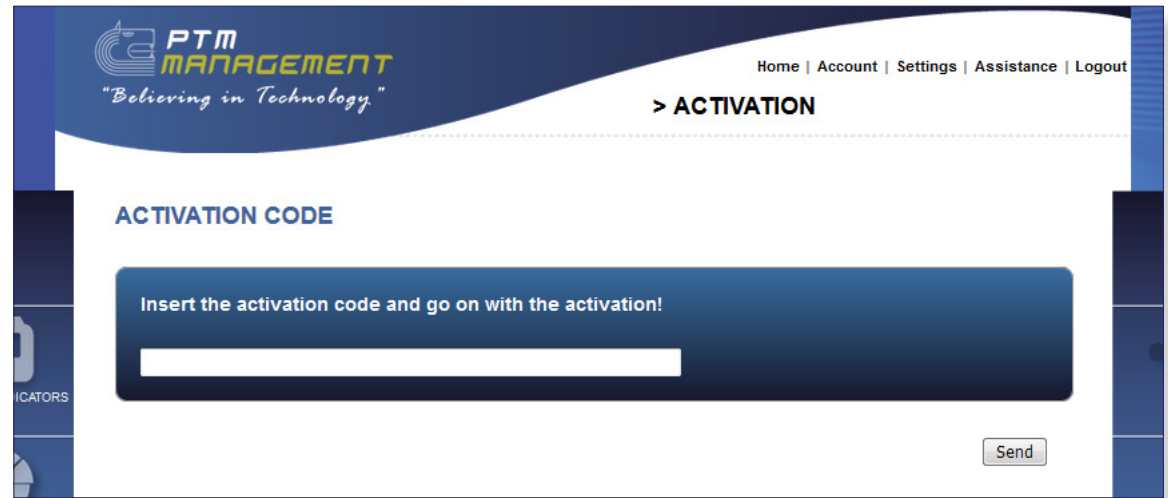 PTM
MANAGEMENT
"Believing in Technology"
Home | Account | Settings | Assistance | Logout
> ACTIVATION
ACTIVATION CODE
Insert the activation code and go on with the activation!
ICATORS
Send